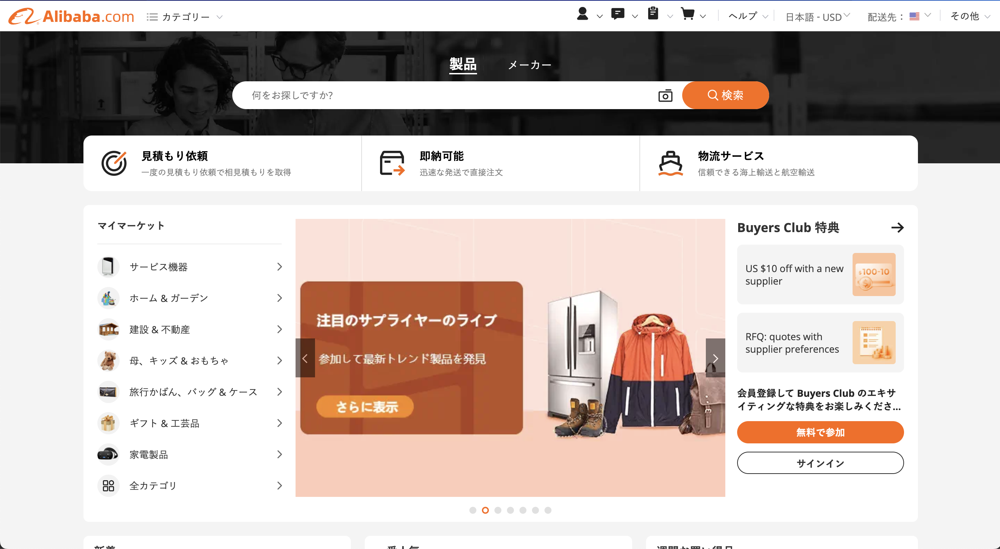 Alibaba.com
カテゴリー
ヘルプ
日本語 - USD
配送先：
その他
製品
メーカー
何をお探しですか?
検索
見積もり依頼
一度の見積もり依頼で相見積もりを取得
即納可能
迅速な発送で直接注文
物流サービス
信頼できる海上輸送と航空輸送
マイマーケット
サービス機器
ホーム & ガーデン
建設 & 不動産
母、キッズ & おもちゃ
旅行かばん、バッグ & ケース
ギフト & 工芸品
家電製品
全カテゴリ
注目のサプライヤーのライブ
参加して最新トレンド製品を発見
さらに表示
Buyers Club 特典
US $10 off with a new
supplier
$100-10
RFQ: quotes with
supplier preferences
会員登録して Buyers Club のエキサ
イティングな特典をお楽しみくださ...
無料で参加
サインイン